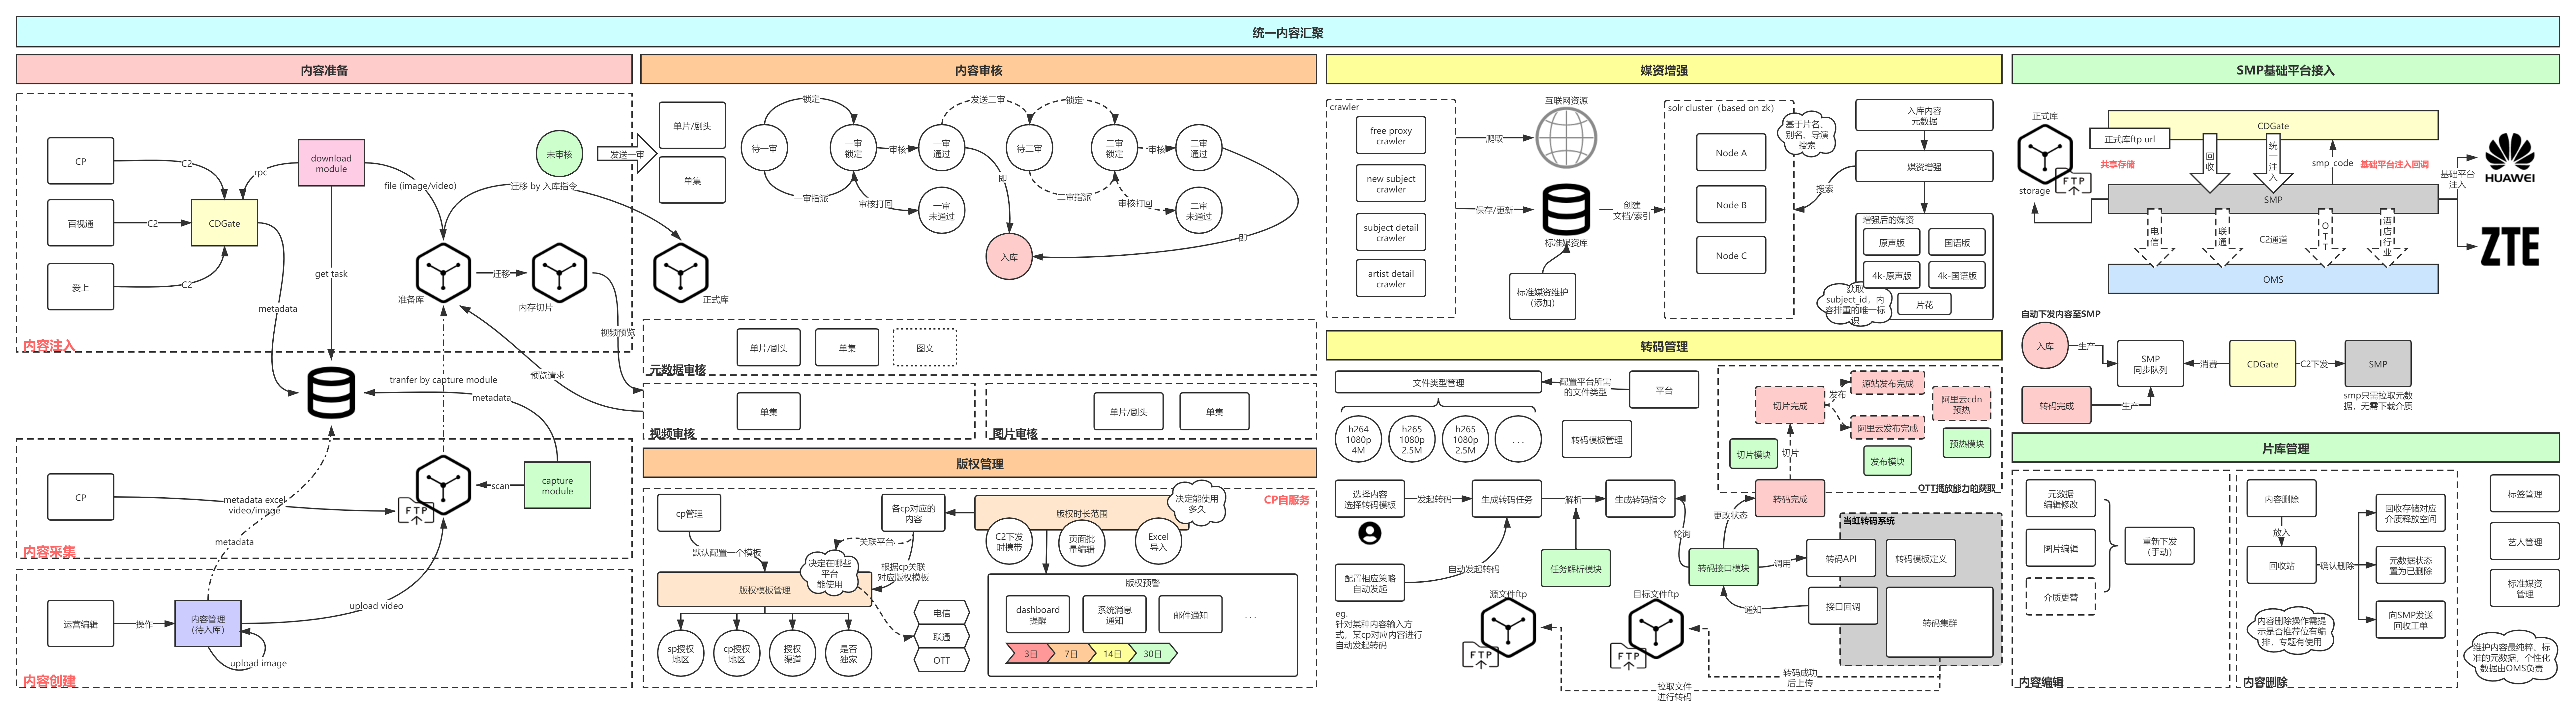 统一内容汇聚
内容准备
CP
百视通
爱上
C2
C2
C2
CDGate
rpc
download
module
file (image/video)
get task
metadata
未审核
发送一审
迁移 by 入库指令
准备库
迁移
内存切片
正式库
视频预览
预览请求
内容注入
tranfer by capture module
metadata
CP
metadata excel
video/image
FTP
scan
capture
module
metadata
内容采集
运营编辑
操作
内容管理
（待入库）
upload image
upload video
内容创建
内容审核
单片/剧头
单集
待一审
锁定
一审指派
一审
锁定
审核
审核打回
一审
通过
一审
未通过
发送二审
待二审
锁定
二审指派
二审
锁定
审核
审核打回
二审
通过
二审
未通过
即
即
入库
单片/剧头
单集
图文
元数据审核
单集
视频审核
单片/剧头
单集
图片审核
版权管理
CP自服务
cp管理
默认配置一个模板
版权模板管理
sp授权
地区
cp授权
地区
授权
渠道
是否
独家
决定在哪些
平台
能使用
关联平台
各cp对应的
内容
根据cp关联
对应版权模板
电信
联通
OTT
版权时长范围
C2下发
时携带
页面批
量编辑
Excel
导入
决定能使用
多久
版权预警
dashboard
提醒
系统消息
通知
邮件通知
. . .
3日
7日
14日
30日
媒资增强
crawler
free proxy
crawler
new subject
crawler
subject detail
crawler
artist detail
crawler
爬取
保存/更新
互联网资源
标准媒资库
标准媒资维护
（添加）
创建
文档/索引
solr cluster（based on zk）
Node A
Node B
Node C
基于片名、
别名、导演
搜索
搜索
入库内容
元数据
媒资增强
增强后的媒资
原声版
国语版
4k-原声版
4k-国语版
片花
获取
subject_id，内
容排重的唯一标
识
转码管理
文件类型管理
配置平台所需
的文件类型
平台
h264
1080p
4M
h265
1080p
2.5M
h265
1080p
2.5M
. . .
转码模板管理
选择内容
选择转码模板
发起转码
生成转码任务
解析
生成转码指令
配置相应策略
自动发起
自动发起转码
eg.
针对某种内容输入方
式，某cp对应内容进行
自动发起转码
任务解析模块
轮询
转码接口模块
更改状态
转码完成
切片模块
切片
切片完成
发布
源站发布完成
阿里云发布完成
阿里云cdn
预热
预热模块
发布模块
OTT播放能力的获取
当虹转码系统
调用
转码API
转码模板定义
通知
接口回调
转码集群
源文件ftp
FTP
目标文件ftp
FTP
转码成功
后上传
拉取文件
进行转码
SMP基础平台接入
正式库
storage
FTP
正式库ftp url
共享存储
CDGate
回收
统一注入
smp_code
基础平台注入回调
SMP
基础平台
注入
HUAWEI
ZTE
电信
联通
C2通道
OTT
酒店行业
OMS
自动下发内容至SMP
入库
生产
转码完成
生产
SMP
同步队列
消费
CDGate
C2下发
SMP
smp只需拉取元数
据，无需下载介质
片库管理
元数据
编辑修改
图片编辑
介质更替
重新下发
（手动）
内容编辑
内容删除
放入
回收站
确认删除
回收存储对应
介质释放空间
元数据状态
置为已删除
向SMP发送
回收工单
内容删除操作需提
示是否推荐位有编
排，专题有使用
内容删除
标签管理
艺人管理
标准媒资
管理
维护内容最纯粹、标
准的元数据，个性化
数据由OMS负责